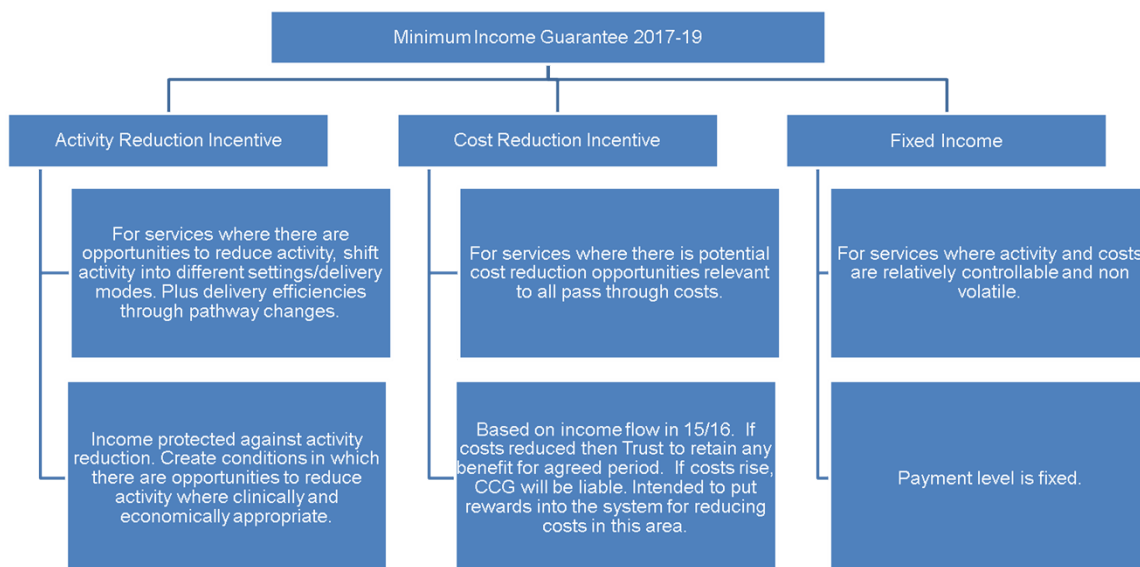 Minimum Income Guarantee 2017-19
Activity Reduction Incentive
For services where there are
opportunities to reduce activity, shift
activity into different settings/delivery
modes. Plus delivery efficiencies
through pathway changes.
Income protected against activity
reduction. Create conditions in which
there are opportunities to reduce
activity where clinically and
economically appropriate.
Cost Reduction Incentive
For services where there is potential
cost reduction opportunities relevant
to all pass through costs.
Based on income flow in 15/16. If
costs reduced then Trust to retain any
benefit for agreed period. If costs rise,
CCG will be liable. Intended to put
rewards into the system for reducing
costs in this area.
Fixed Income
For services where activity and costs
are relatively controllable and non
volatile.
Payment level is fixed.